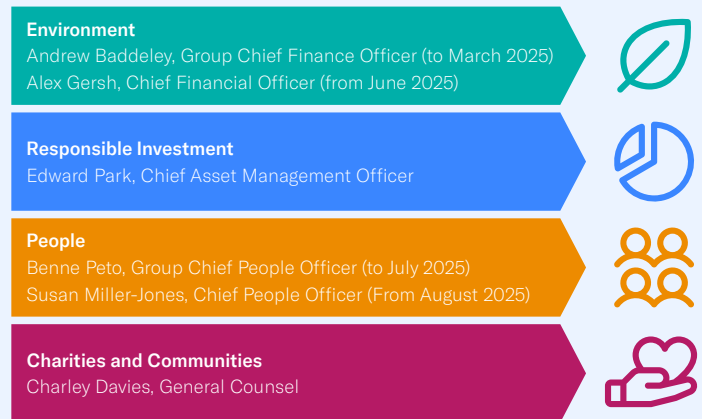 Environment
Andrew Baddeley, Group Chief Finance Officer (to March 2025)
Alex Gersh, Chief Financial Officer (from June 2025)
Responsible Investment
Edward Park, Chief Asset Management Officer
People
Benne Peto, Group Chief People Officer (to July 2025)
Susan Miller-Jones, Chief People Officer (From August 2025)
Charities and Communities
Charley Davies, General Counsel